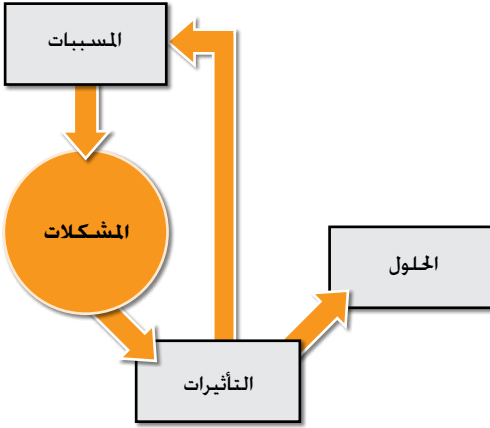 المسببات
المشكلات
الحلول
التأثيرات